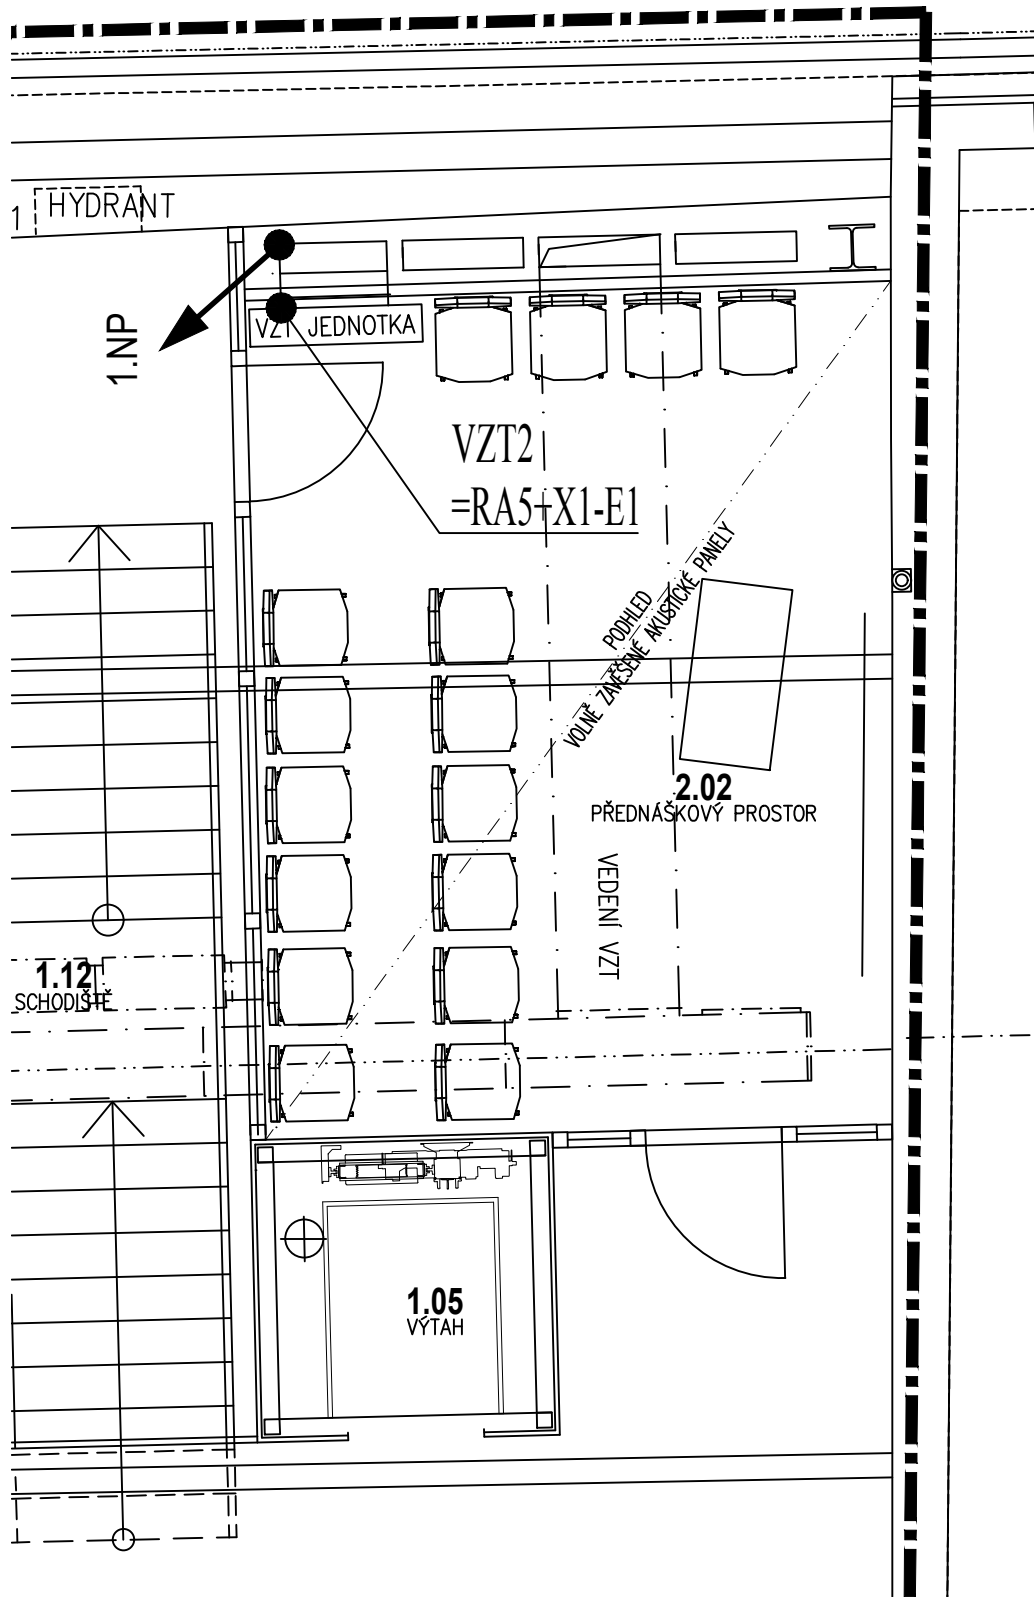 1
HYDRANT
1.NP
VZT JEDNOTKA
VZT2
=RA5+X1-E1
PODHLED
VOLNĚ ZAVĚŠENÉ AKUSTICKÉ PANELY
2.02
PŘEDNÁŠKOVÝ PROSTOR
VEDENÍ VZT
1.12
SCHODIŠTĚ
1.05
VÝTAH